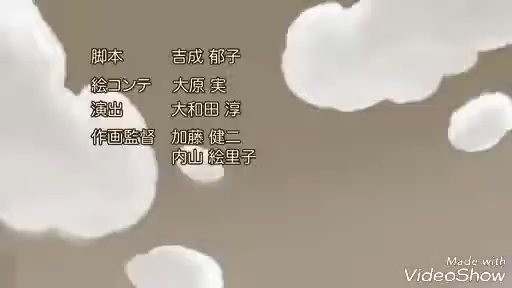 脚本 吉成 郁子
絵コンテ 大原 実
演出 大和田 淳
作画監督 加藤 健二
内山 絵里子
Made with
VideoShow